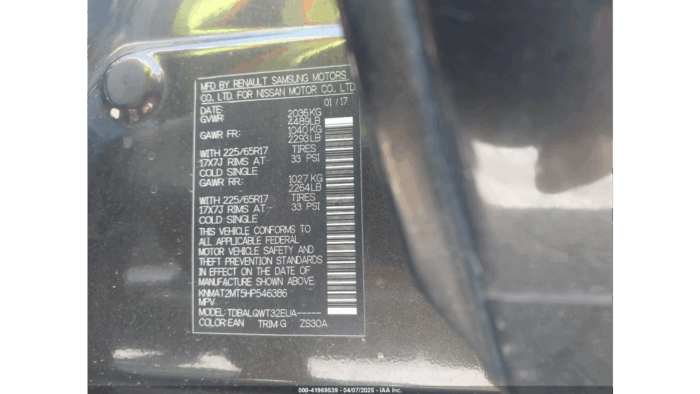 MFD BY RENAULT SAMSUNG MOTORS
CO., LTD. FOR NISSAN MOTOR CO., LTD
DATE: 01 / 17
GVWR: 2036KG
4489LB
GAWR FR: 1040KG
2293LB
WITH 225/65R17 TIRES
17X7J RIMS AT 33 PSI
COLD SINGLE
GAWR RR: 1027 KG
2264LB
WITH 225/65R17 TIRES
17X7J RIMS AT 33 PSI
COLD SINGLE
THIS VEHICLE CONFORMS TO
ALL APPLICABLE FEDERAL
MOTOR VEHICLE SAFETY AND
THEFT PREVENTION STANDARDS
IN EFFECT ON THE DATE OF
MANUFACTURE SHOWN ABOVE.
KNMAT2MT5HP546386
MPV
MODEL: TDBALQWT32EUA-----
COLOR:EAN TRIM:G ZS30A
000-41969539 - 04/07/2025 - IAA Inc.